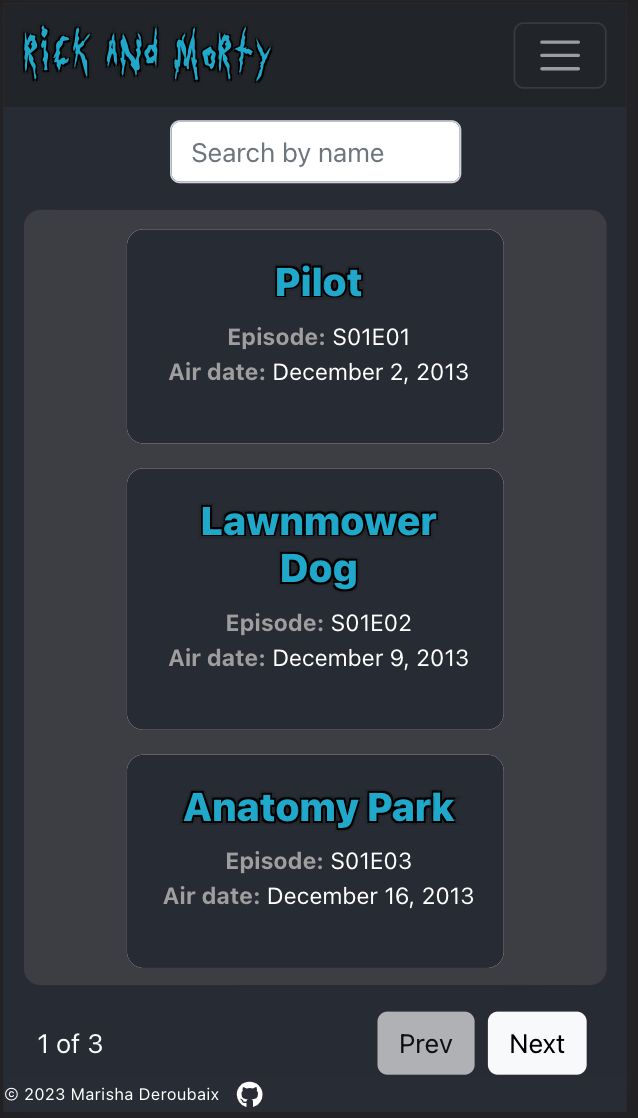 Rick and Morty
Search by name
Pilot
Episode: S01E01
Air date: December 2, 2013
Lawnmower
Dog
Episode: S01E02
Air date: December 9, 2013
Anatomy Park
Episode: S01E03
Air date: December 16, 2013
1 of 3
Prev
Next
© 2023 Marisha Deroubaix